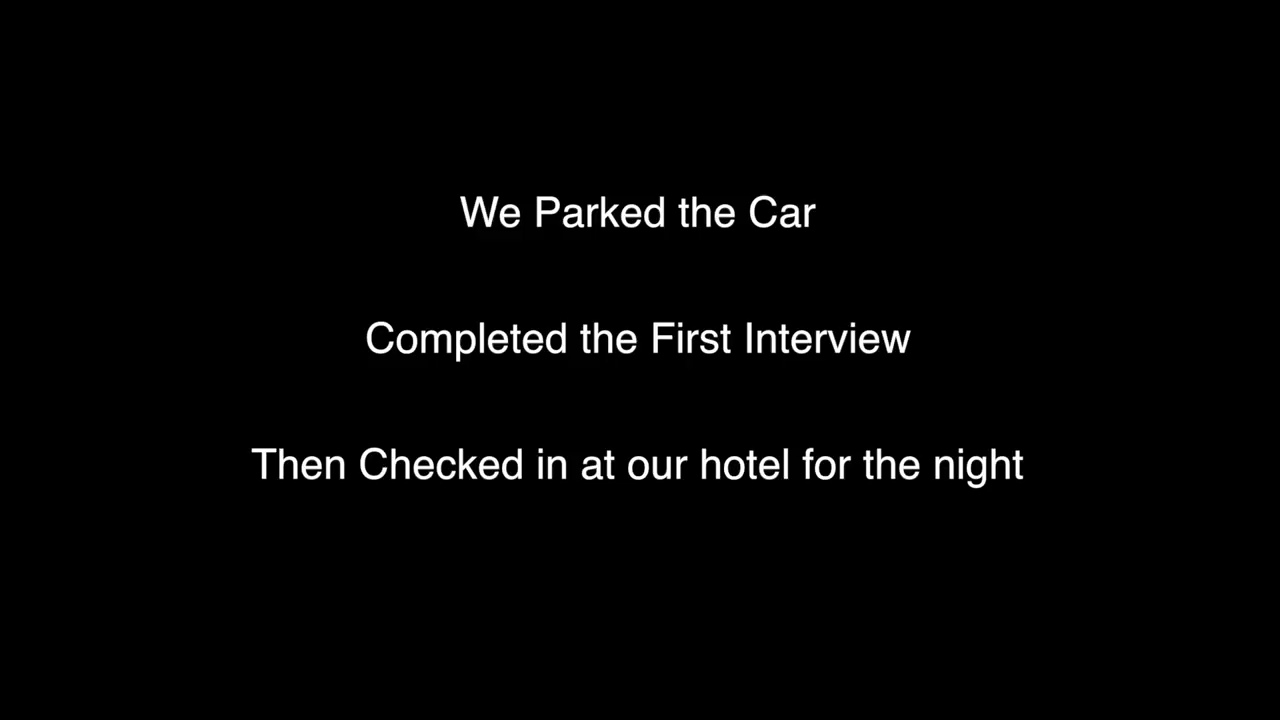 We Parked the Car
Completed the First Interview
Then Checked in at our hotel for the night